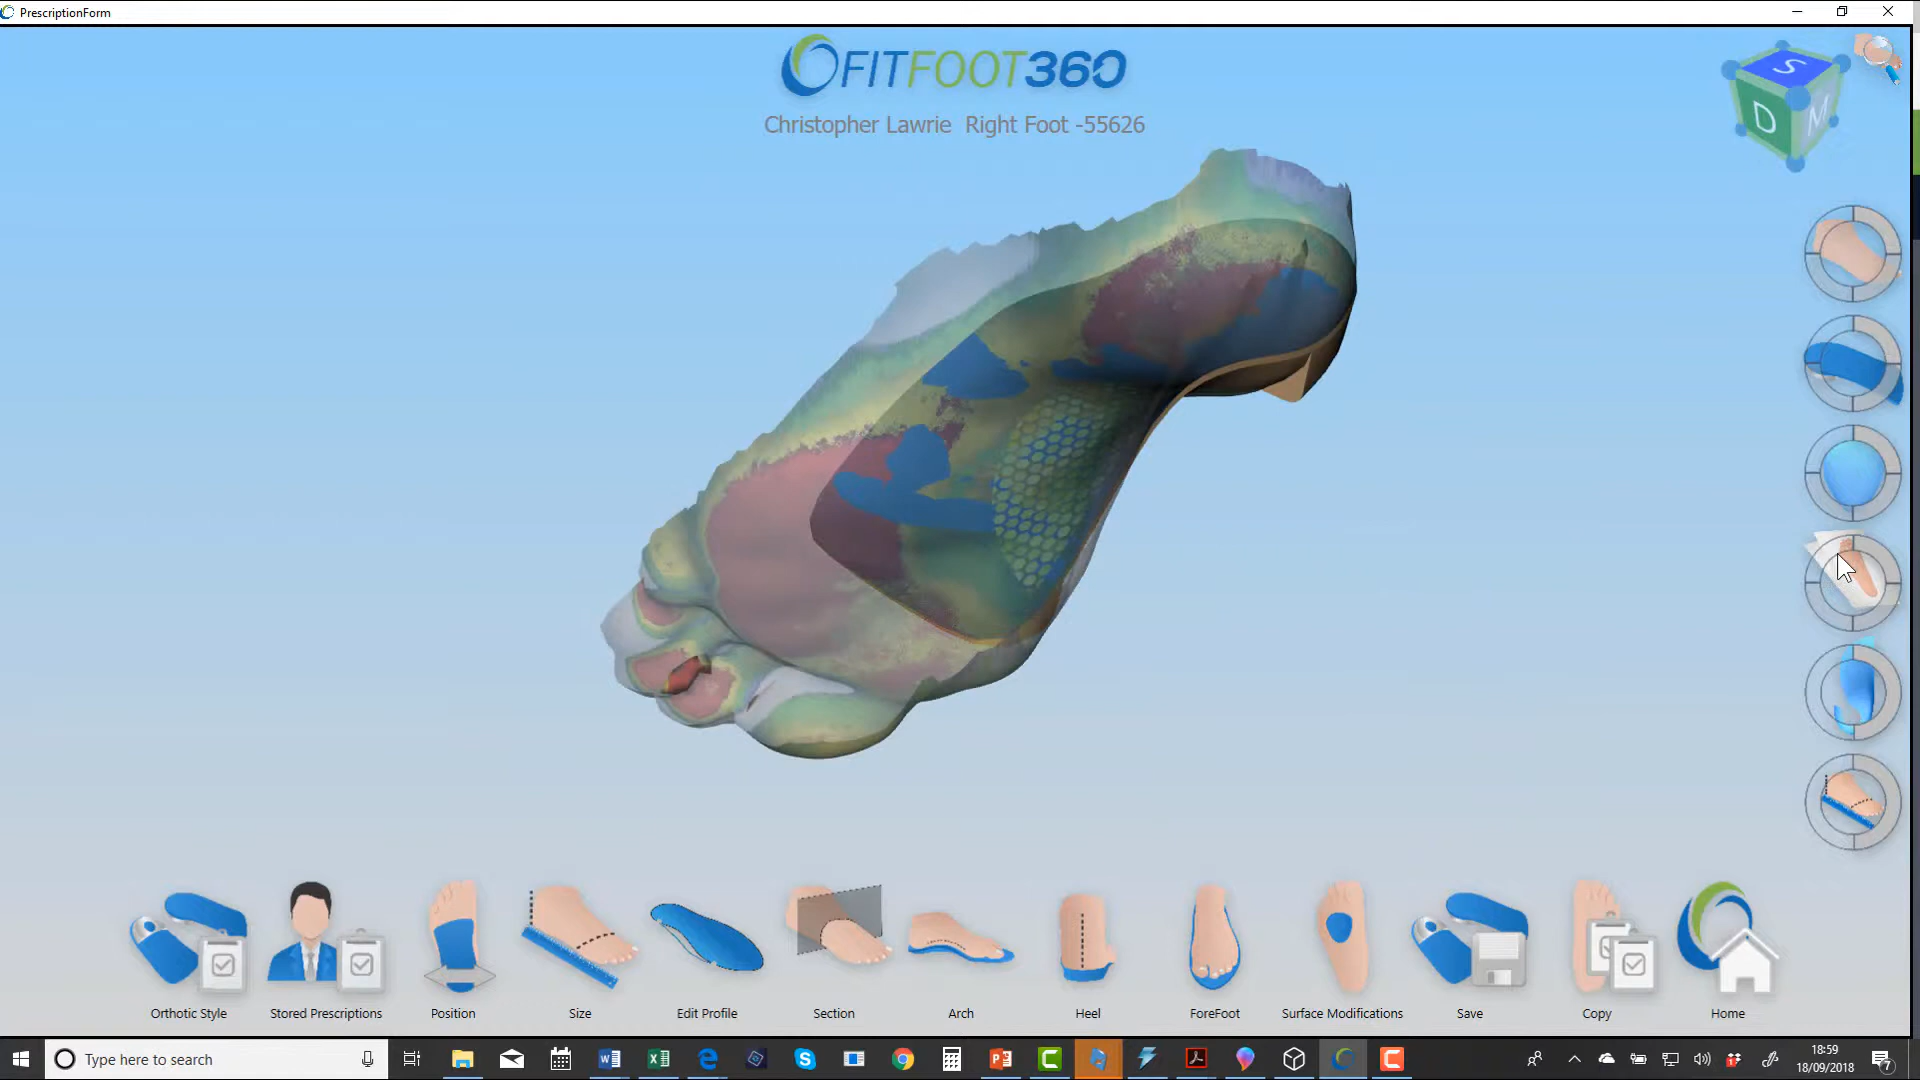 PrescriptionForm
FITFOOT360
Christopher Lawrie Right Foot -55626
S
D
M
Orthotic Style
Stored Prescriptions
Position
Size
Edit Profile
Section
Arch
Heel
ForeFoot
Surface Modifications
Save
Copy
Home
Type here to search
18:59
18/09/2018
7